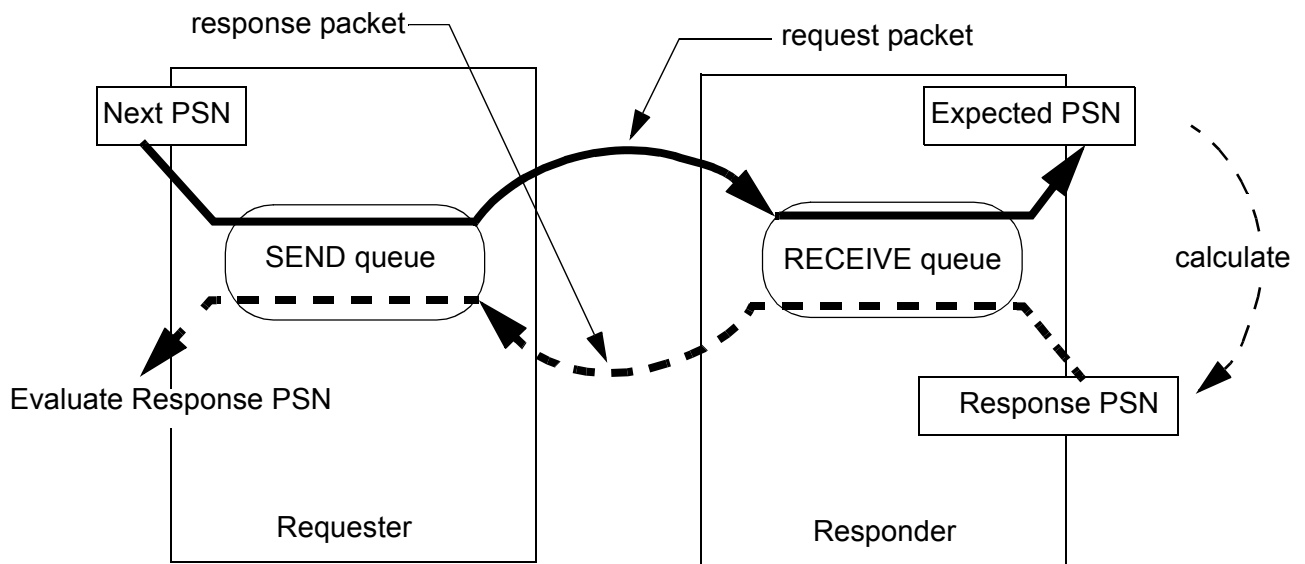 response packet
request packet
Next PSN
Expected PSN
SEND queue
RECEIVE queue
calculate
Evaluate Response PSN
Response PSN
Requester
Responder